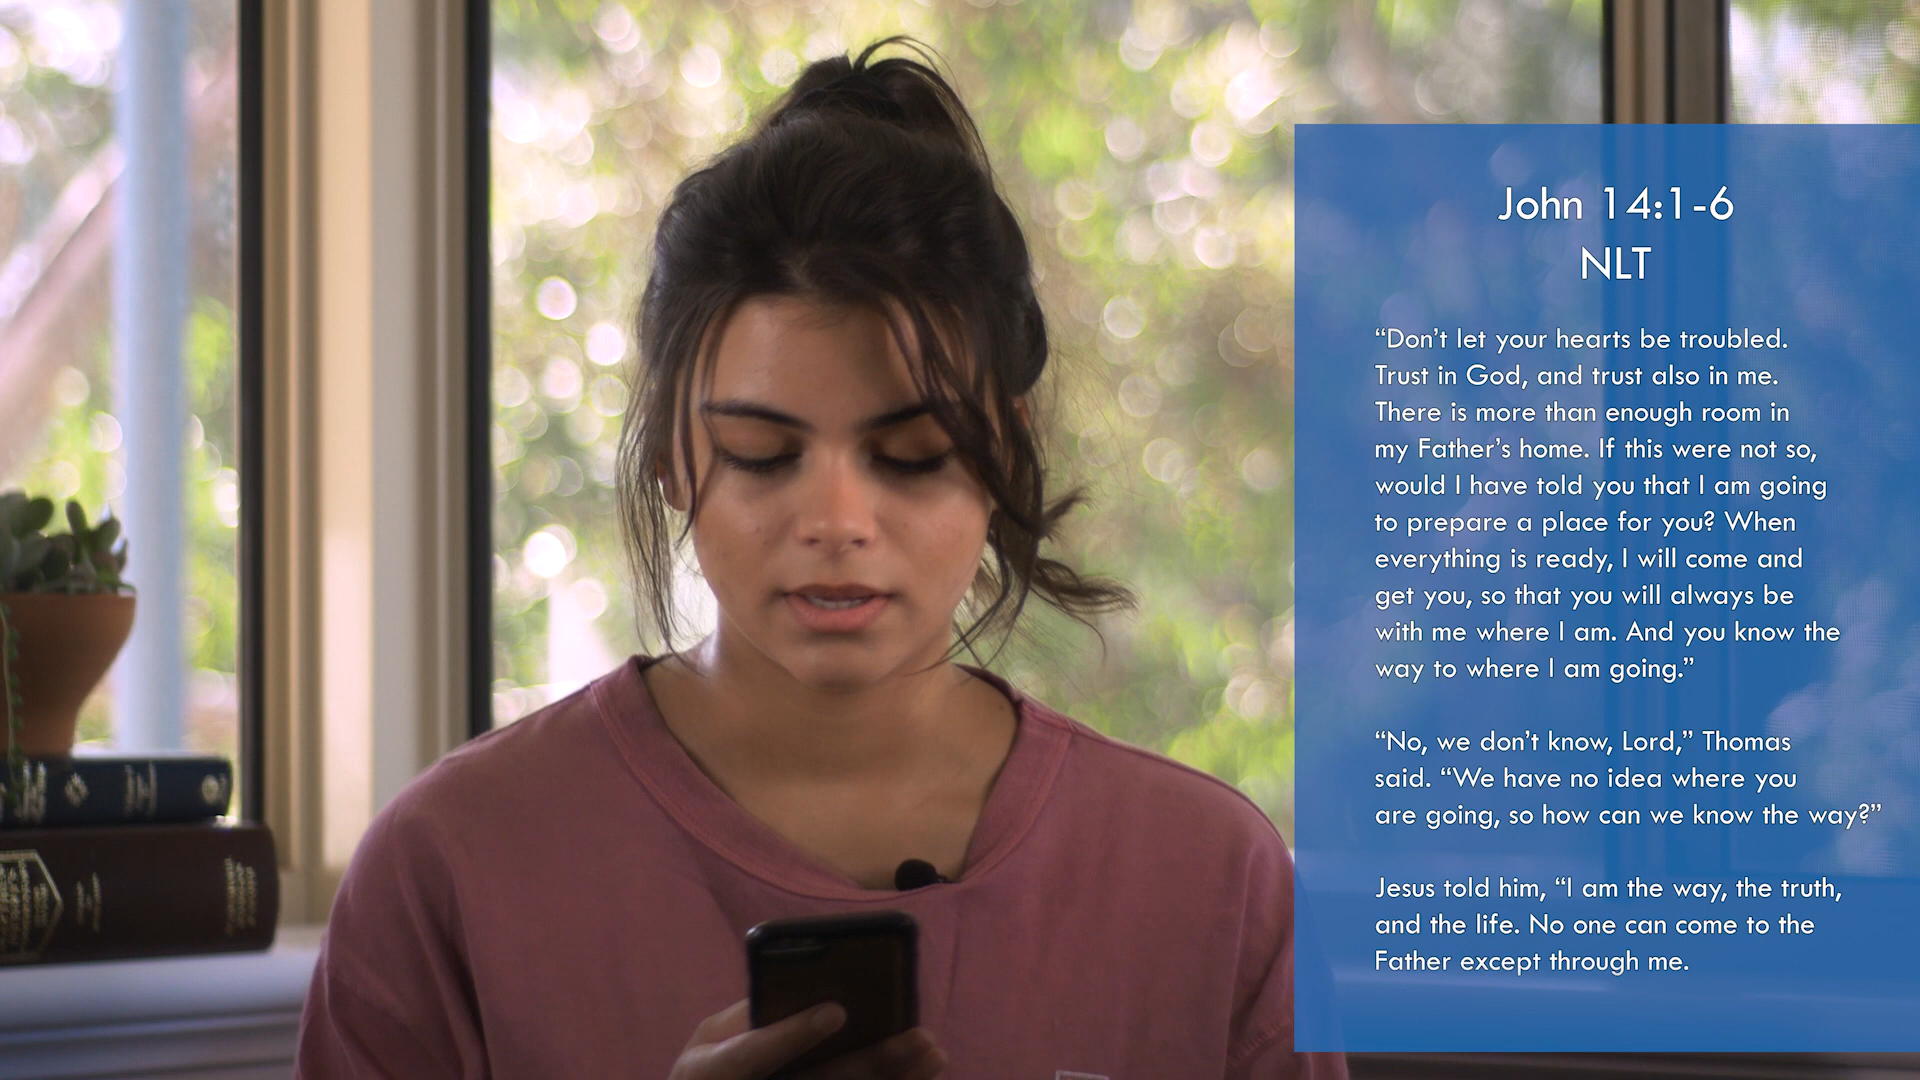 John 14:1-6
NLT
“Don’t let your hearts be troubled.
Trust in God, and trust also in me.
There is more than enough room in
my Father’s home. If this were not so,
would I have told you that I am going
to prepare a place for you? When
everything is ready, I will come and
get you, so that you will always be
with me where I am. And you know the
way to where I am going.”
“No, we don’t know, Lord,” Thomas
said. “We have no idea where you
are going, so how can we know the way?”
Jesus told him, “I am the way, the truth,
and the life. No one can come to the
Father except through me.